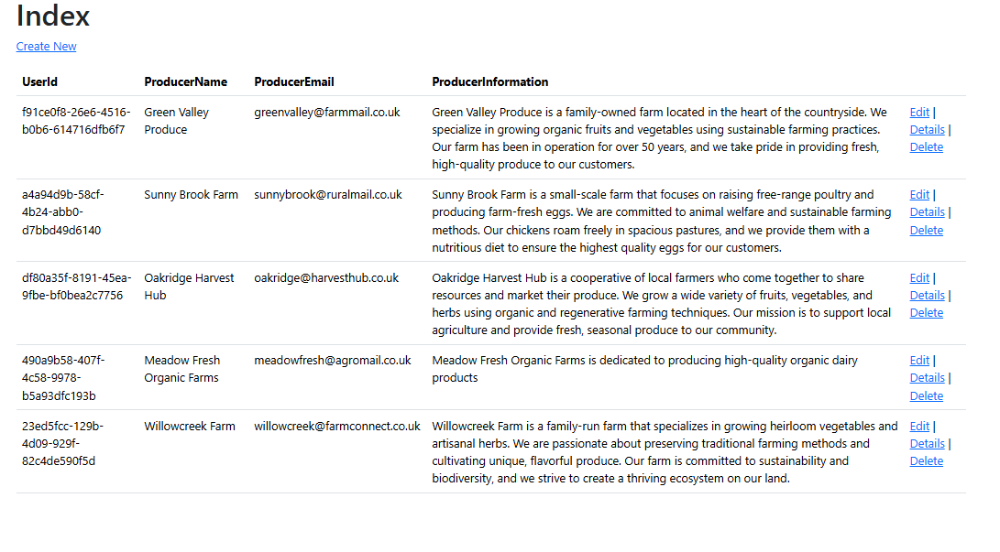 Index
Create New
UserId ProducerName ProducerEmail ProducerInformation
f91ce0f8-26e6-4516- Green Valley greenvalley@farmmail.co.uk Green Valley Produce is a family-owned farm located in the heart of the countryside. We Edit |
b0b6-614716dfb6f7 Produce specialize in growing organic fruits and vegetables using sustainable farming practices. Details |
Our farm has been in operation for over 50 years, and we take pride in providing fresh, Delete
high-quality produce to our customers.
a4a94d9b-58cf- Sunny Brook Farm sunnybrook@ruralmail.co.uk Sunny Brook Farm is a small-scale farm that focuses on raising free-range poultry and Edit |
4b24-abb0- producing farm-fresh eggs. We are committed to animal welfare and sustainable farming Details |
d7bbd49d6140 methods. Our chickens roam freely in spacious pastures, and we provide them with a Delete
nutritious diet to ensure the highest quality eggs for our customers.
df80a35f-8191-45ea- Oakridge Harvest oakridge@harvesthub.co.uk Oakridge Harvest Hub is a cooperative of local farmers who come together to share Edit |
9fbe-bf0bea2c7756 Hub resources and market their produce. We grow a wide variety of fruits, vegetables, and Details |
herbs using organic and regenerative farming techniques. Our mission is to support local Delete
agriculture and provide fresh, seasonal produce to our community.
490a9b58-407f- Meadow Fresh meadowfresh@agromail.co.uk Meadow Fresh Organic Farms is dedicated to producing high-quality organic dairy Edit |
4c58-9978- Organic Farms products Details |
b5a93dfc193b Delete
23ed5fcc-129b- Willowcreek Farm willowcreek@farmconnect.co.uk Willowcreek Farm is a family-run farm that specializes in growing heirloom vegetables and Edit |
4d09-929f- artisanal herbs. We are passionate about preserving traditional farming methods and Details |
82c4de590f5d cultivating unique, flavorful produce. Our farm is committed to sustainability and Delete
biodiversity, and we strive to create a thriving ecosystem on our land.